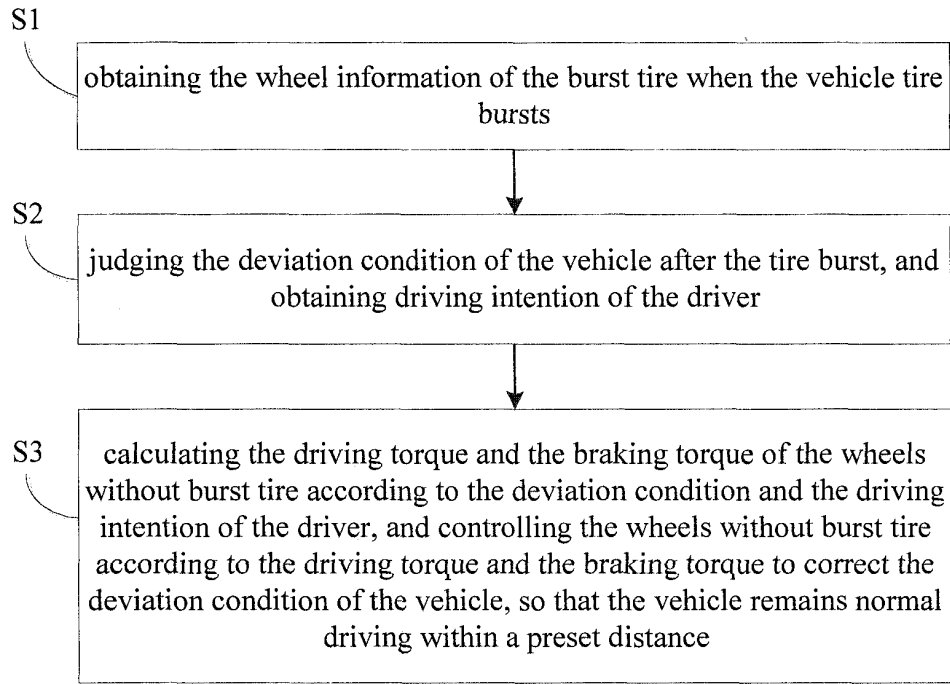 S1
obtaining the wheel information of the burst tire when the vehicle tire
bursts
S2
judging the deviation condition of the vehicle after the tire burst, and
obtaining driving intention of the driver
S3
calculating the driving torque and the braking torque of the wheels
without burst tire according to the deviation condition and the driving
intention of the driver, and controlling the wheels without burst tire
according to the driving torque and the braking torque to correct the
deviation condition of the vehicle, so that the vehicle remains normal
driving within a preset distance